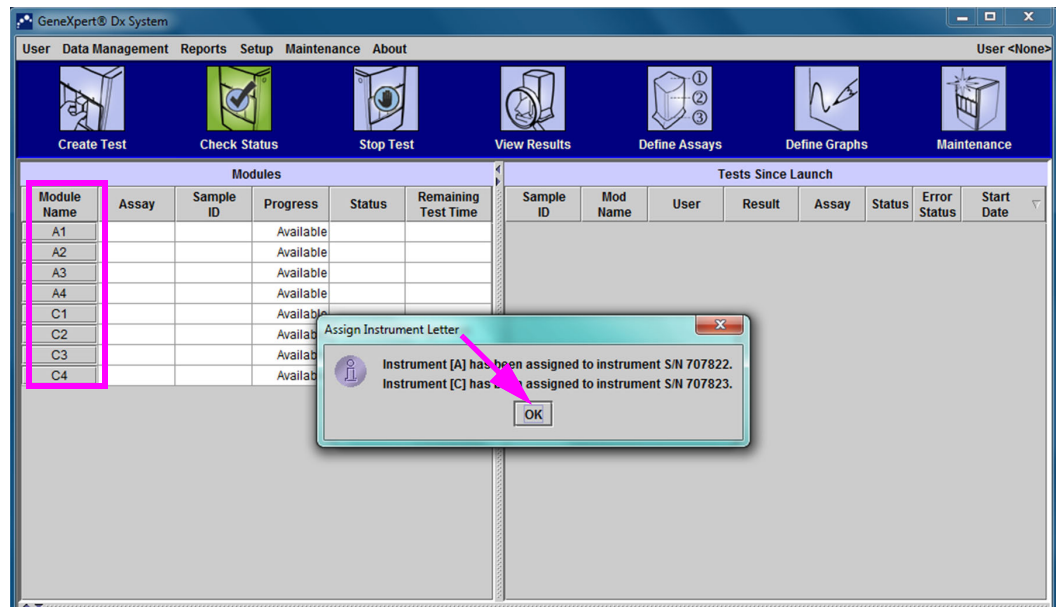 GeneXpert® Dx System
User Data Management Reports Setup Maintenance About User <None>
Create Test Check Status Stop Test View Results Define Assays Define Graphs Maintenance
1
2
3
Modules
Module Name Assay Sample ID Progress Status Remaining Test Time
A1 Available
A2 Available
A3 Available
A4 Available
C1 Available
C2 Availab
C3 Availab
C4 Availab
Tests Since Launch
Sample ID Mod Name User Result Assay Status Error Status Start Date
Assign Instrument Letter
Instrument [A] has been assigned to instrument S/N 707822.
Instrument [C] has been assigned to instrument S/N 707823.
OK